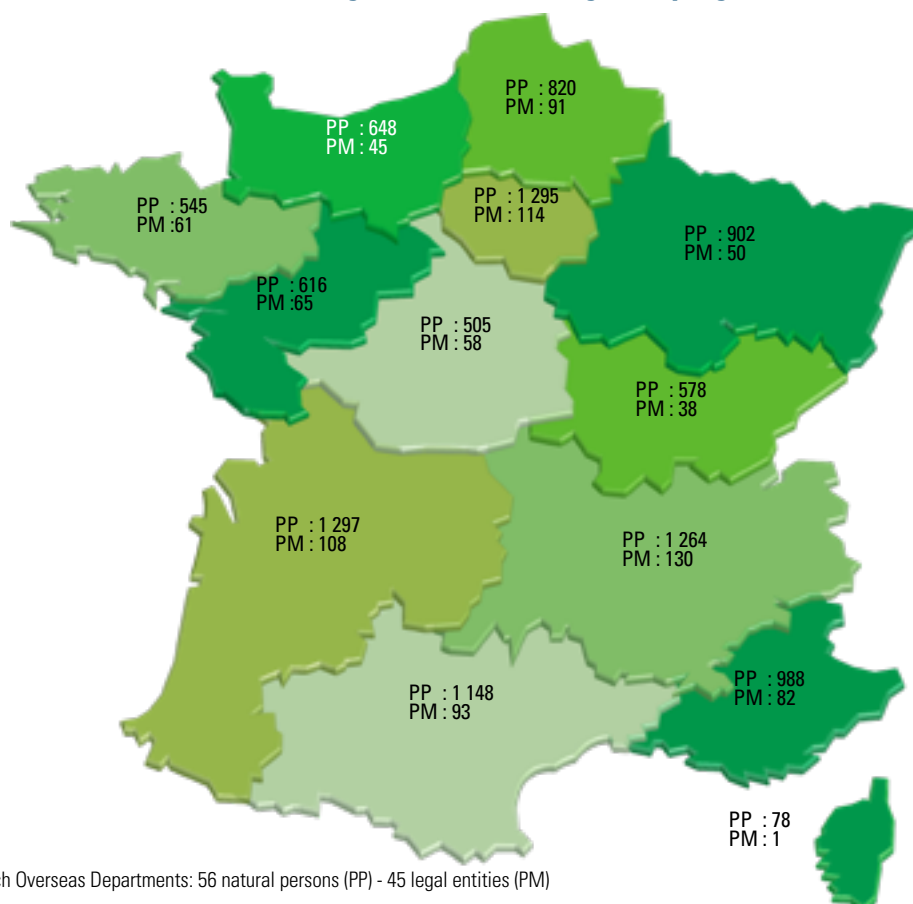 PP : 820
PM : 91
PP : 648
PM : 45
PP : 1 295
PM : 114
PP : 545
PM :61
PP : 902
PM : 50
PP : 616
PM :65
PP : 505
PM : 58
PP : 578
PM : 38
PP : 1 297
PM : 108
PP : 1 264
PM : 130
PP : 988
PM : 82
PP : 1 148
PM : 93
PP : 78
PM : 1
Overseas Departments: 56 natural persons (PP) - 45 legal entities (PM)